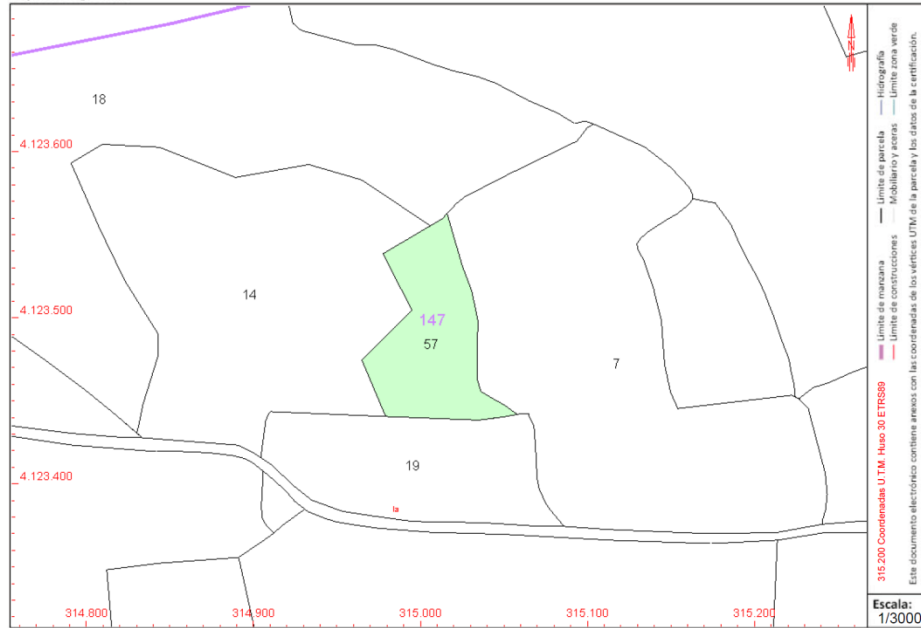 18
4.123.600
14
4.123.500
147
57
7
19
4.123.400
la
314.800
314.900
315.000
315.100
315.200
315.200 Coordenadas U.T.M. Huso 30 ETRS89
Límite de manzana
Límite de construcciones
Límite de parcela
Mobiliario y aceras
Hidrografía
Límite zona verde
Este documento electrónico contiene anexos con las coordenadas de los vértices UTM de la parcela y los datos de la certificación.
Escala:
1/3000